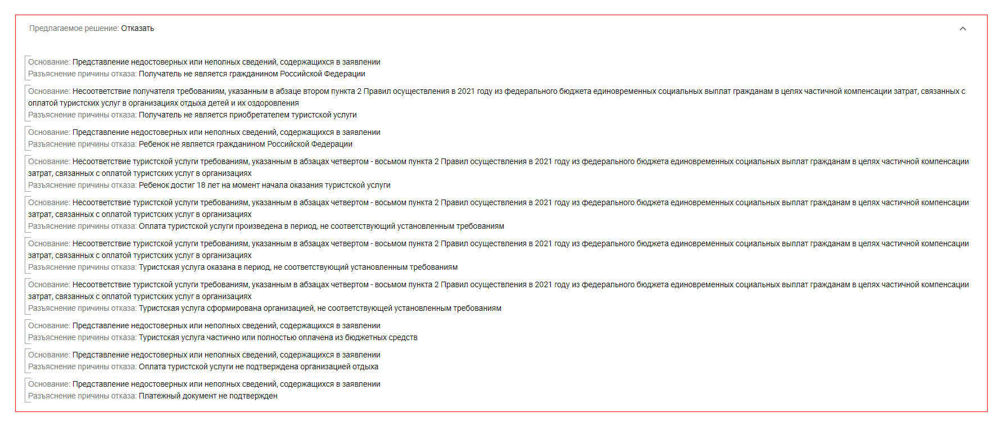 Предлагаемое решение: Отказать
Основание: Представление недостоверных или неполных сведений, содержащихся в заявлении
Разъяснение причины отказа: Получатель не является гражданином Российской Федерации
Основание: Несоответствие получателя требованиям, указанным в абзаце втором пункта 2 Правил осуществления в 2021 году из федерального бюджета единовременных социальных выплат гражданам в целях частичной компенсации затрат, связанных с
оплатой туристских услуг в организациях отдыха детей и их оздоровления
Разъяснение причины отказа: Получатель не является приобретателем туристской услуги
Основание: Представление недостоверных или неполных сведений, содержащихся в заявлении
Разъяснение причины отказа: Ребенок не является гражданином Российской Федерации
Основание: Несоответствие туристской услуги требованиям, указанным в абзацах четвертом - восьмом пункта 2 Правил осуществления в 2021 году из федерального бюджета единовременных социальных выплат гражданам в целях частичной компенсации
затрат, связанных с оплатой туристских услуг в организациях
Разъяснение причины отказа: Ребенок достиг 18 лет на момент начала оказания туристской услуги
Основание: Несоответствие туристской услуги требованиям, указанным в абзацах четвертом - восьмом пункта 2 Правил осуществления в 2021 году из федерального бюджета единовременных социальных выплат гражданам в целях частичной компенсации
затрат, связанных с оплатой туристских услуг в организациях
Разъяснение причины отказа: Оплата туристской услуги произведена в период, не соответствующий установленным требованиям
Основание: Несоответствие туристской услуги требованиям, указанным в абзацах четвертом - восьмом пункта 2 Правил осуществления в 2021 году из федерального бюджета единовременных социальных выплат гражданам в целях частичной компенсации
затрат, связанных с оплатой туристских услуг в организациях
Разъяснение причины отказа: Туристская услуга оказана в период, не соответствующий установленным требованиям
Основание: Несоответствие туристской услуги требованиям, указанным в абзацах четвертом - восьмом пункта 2 Правил осуществления в 2021 году из федерального бюджета единовременных социальных выплат гражданам в целях частичной компенсации
затрат, связанных с оплатой туристских услуг в организациях
Разъяснение причины отказа: Туристская услуга сформирована организацией, не соответствующей установленным требованиям
Основание: Представление недостоверных или неполных сведений, содержащихся в заявлении
Разъяснение причины отказа: Туристская услуга частично или полностью оплачена из бюджетных средств
Основание: Представление недостоверных или неполных сведений, содержащихся в заявлении
Разъяснение причины отказа: Оплата туристской услуги не подтверждена организацией отдыха
Основание: Представление недостоверных или неполных сведений, содержащихся в заявлении
Разъяснение причины отказа: Платежный документ не подтвержден